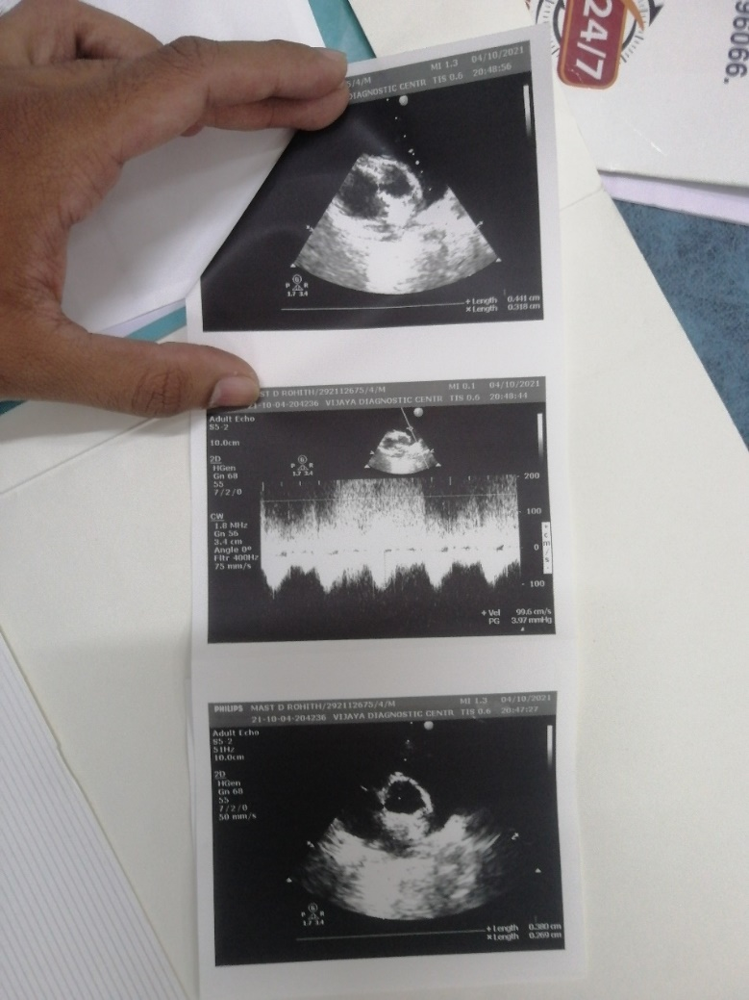 24/7
96066.
5/4/M MI 1.3 04/10/2021
DIAGNOSTIC CENTR TIS 0.6 20:48:56
P R
1.7 3.4
+ Length 0.441 cm
× Length 0.318 cm
MAST D ROHITH/292112675/4/M MI 0.1 04/10/2021
21-10-04-204236 VIJAYA DIAGNOSTIC CENTR TIS 0.6 20:48:44
Adult Echo
S5-2
10.0cm
2D
HGen
Gn 68
55
7/2/0
CW
1.8 MHz
Gn 56
3.4 cm
Angle 0°
Fltr 400Hz
75 mm/s
P R
1.7 3.4
200
100
0
100
cm/s
+ Vel 99.6 cm/s
PG 3.97 mmHg
PHILIPS MAST D ROHITH/292112675/4/M MI 1.3 04/10/2021
21-10-04-204236 VIJAYA DIAGNOSTIC CENTR TIS 0.6 20:47:27
Adult Echo
S5-2
51Hz
10.0cm
2D
HGen
Gn 68
55
7/2/0
50 mm/s
P R
1.7 3.4
+ Length 0.380 cm
× Length 0.269 cm